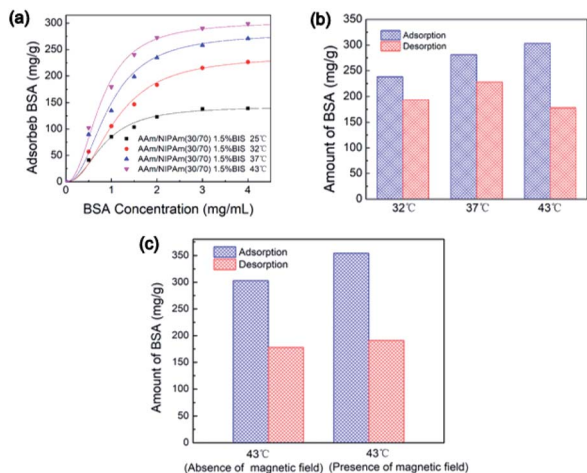 (a)
300
250
200
150
100
50
0
Adsorbeb BSA (mg/g)
AAm/NIPAm(30/70) 1.5%BIS 25℃
AAm/NIPAm(30/70) 1.5%BIS 32℃
AAm/NIPAm(30/70) 1.5%BIS 37℃
AAm/NIPAm(30/70) 1.5%BIS 43℃
0 1 2 3 4
BSA Concentration (mg/mL)
(b)
350
300
250
200
150
100
50
0
Amount of BSA (mg/g)
Adsorption
Desorption
32℃ 37℃ 43℃
(c)
350
300
250
200
150
100
50
0
Amount of BSA (mg/g)
Adsorption
Desorption
43℃ 43℃
(Absence of magnetic field) (Presence of magnetic field)